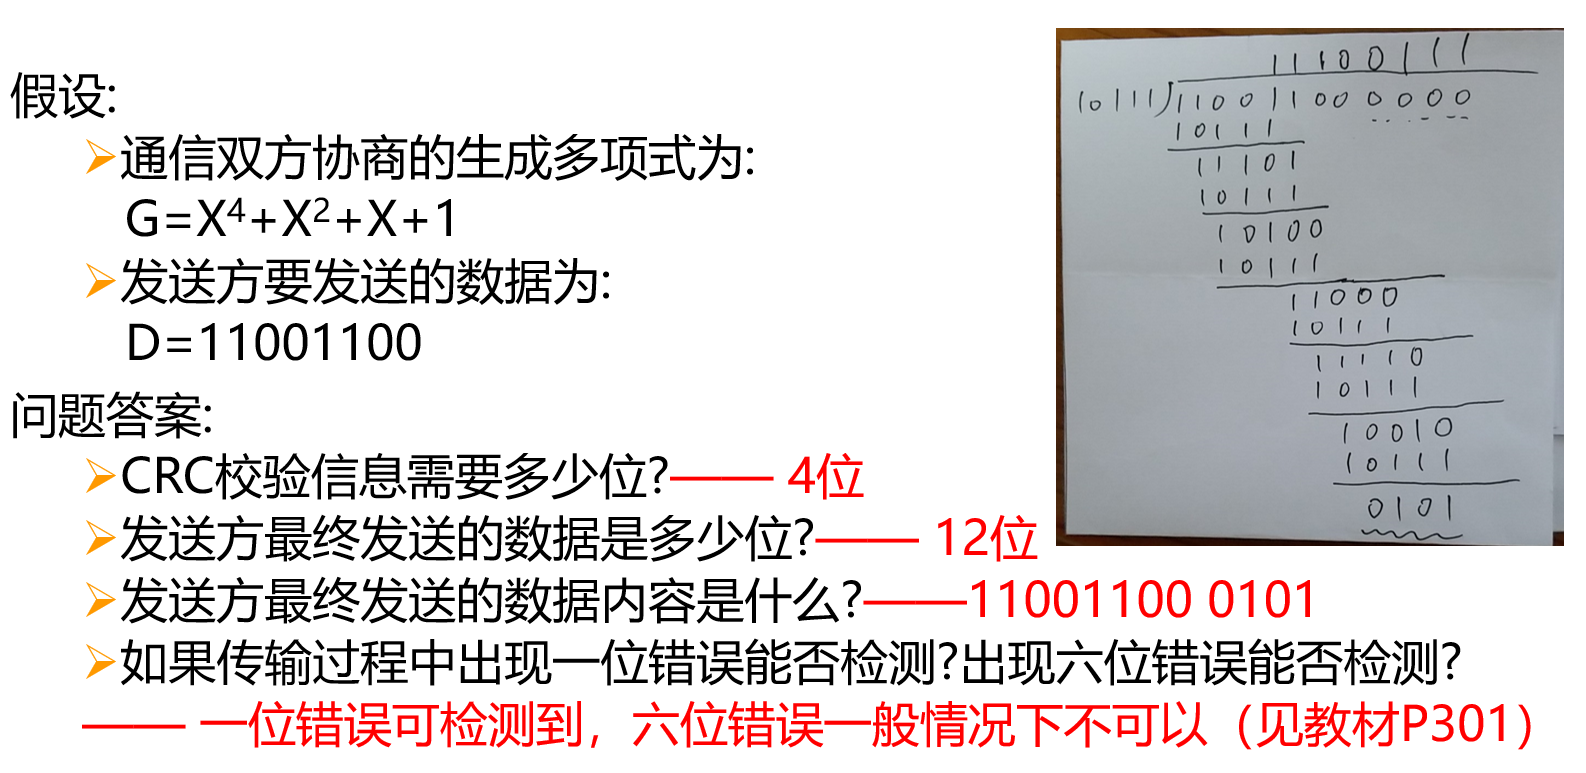 假设:
➢通信双方协商的生成多项式为:
G=X⁴+X²+X+1
➢发送方要发送的数据为:
D=11001100
问题答案:
➢CRC校验信息需要多少位?—— 4位
➢发送方最终发送的数据是多少位?—— 12位
➢发送方最终发送的数据内容是什么?——11001100 0101
➢如果传输过程中出现一位错误能否检测?出现六位错误能否检测?
—— 一位错误可检测到，六位错误一般情况下不可以（见教材P301）
11100111
10111)110011000000
10111
11101
10111
10100
10111
11000
10111
11110
10111
10010
10111
0101